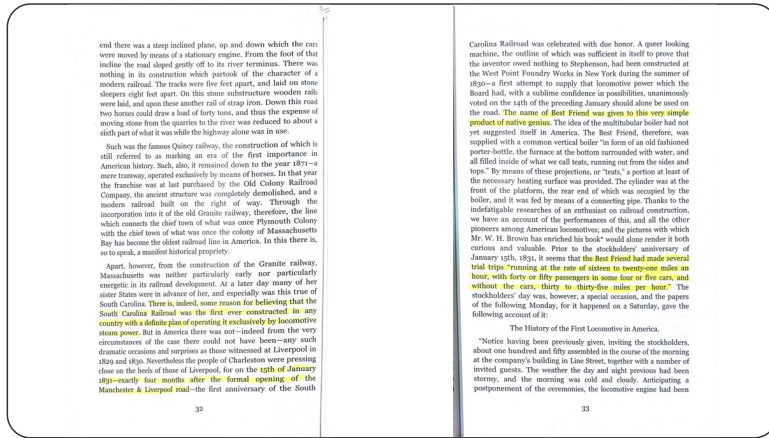 end there was a steep inclined plane, up and down which the cars
were moved by means of a stationary engine. From the foot of that
incline the road sloped gently off to its river terminus. There was
nothing in its construction which partook of the character of a
modern railroad. The tracks were five feet apart, and laid on stone
sleepers eight feet apart. On this stone substructure wooden rails
were laid, and upon these another rail of strap iron. Down this road
two horses could draw a load of forty tons, and thus the expense of
moving stone from the quarries to the river was reduced to about a
sixth part of what it was while the highway alone was in use.
Such was the famous Quincy railway, the construction of which is
still referred to as marking an era of the first importance in
American history. Such, also, it remained down to the year 1871—a
mere tramway, operated exclusively by means of horses. In that year
the franchise was at last purchased by the Old Colony Railroad
Company, the ancient structure was completely demolished, and a
modern railroad built on the right of way. Through the
incorporation into it of the old Granite railway, therefore, the line
which connects the chief town of what was once Plymouth Colony
with the chief town of what was once the colony of Massachusetts
Bay has become the oldest railroad line in America. In this there is,
so to speak, a manifest historical propriety.
Apart, however, from the construction of the Granite railway,
Massachusetts was neither particularly early nor particularly
energetic in its railroad development. At a later day many of her
sister States were in advance of her, and especially was this true of
South Carolina. There is, indeed, some reason for believing that the
South Carolina Railroad was the first ever constructed in any
country with a definite plan of operating it exclusively by locomotive
steam power. But in America there was not—indeed from the very
circumstances of the case there could not have been—any such
dramatic occasions and surprises as those witnessed at Liverpool in
1829 and 1830. Nevertheless the people of Charleston were pressing
close on the heels of those of Liverpool, for on the 15th of January
1831—exactly four months after the formal opening of the
Manchester & Liverpool road—the first anniversary of the South
32
Carolina Railroad was celebrated with due honor. A queer looking
machine, the outline of which was sufficient in itself to prove that
the inventor owed nothing to Stephenson, had been constructed at
the West Point Foundry Works in New York during the summer of
1830—a first attempt to supply that locomotive power which the
Board had, with a sublime confidence in possibilities, unanimously
voted on the 14th of the preceding January should alone be used on
the road. The name of Best Friend was given to this very simple
product of native genius. The idea of the multitubular boiler had not
yet suggested itself in America. The Best Friend, therefore, was
supplied with a common vertical boiler "in form of an old fashioned
porter-bottle, the furnace at the bottom surrounded with water, and
all filled inside of what we call teats, running out from the sides and
tops." By means of these projections, or "teats," a portion at least of
the necessary heating surface was provided. The cylinder was at the
front of the platform, the rear end of which was occupied by the
boiler, and it was fed by means of a connecting pipe. Thanks to the
indefatigable researches of an enthusiast on railroad construction,
we have an account of the performances of this, and all the other
pioneers among American locomotives; and the pictures with which
Mr. W. H. Brown has enriched his book* would alone render it both
curious and valuable. Prior to the stockholders' anniversary of
January 15th, 1831, it seems that the Best Friend had made several
trial trips "running at the rate of sixteen to twenty-one miles an
hour, with forty or fifty passengers in some four or five cars, and
without the cars, thirty to thirty-five miles per hour." The
stockholders' day was, however, a special occasion, and the papers
of the following Monday, for it happened on a Saturday, gave the
following account of it:
The History of the First Locomotive in America.
"Notice having been previously given, inviting the stockholders,
about one hundred and fifty assembled in the course of the morning
at the company's building in Line Street, together with a number of
invited guests. The weather the day and night previous had been
stormy, and the morning was cold and cloudy. Anticipating a
postponement of the ceremonies, the locomotive engine had been
33